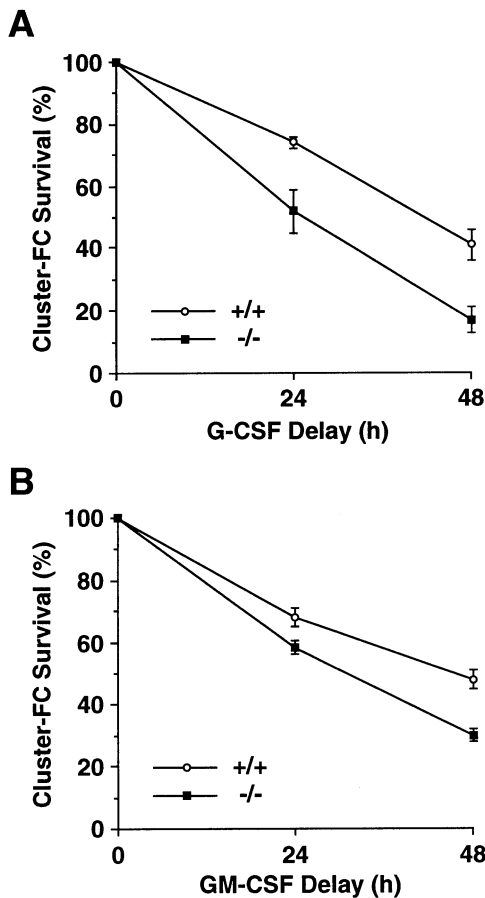 A
Cluster-FC Survival (%)
100
80
60
40
20
0
+/+
-/-
0 24 48
G-CSF Delay (h)
B
Cluster-FC Survival (%)
100
80
60
40
20
0
+/+
-/-
0 24 48
GM-CSF Delay (h)